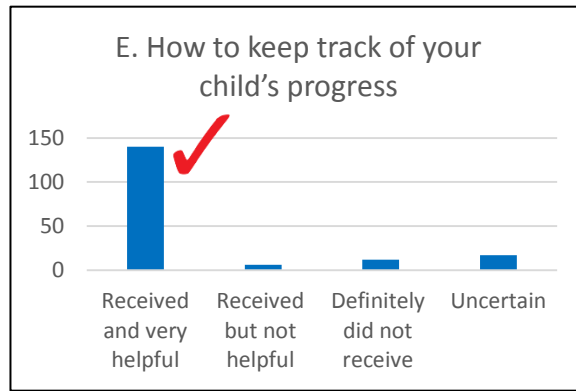 E. How to keep track of your
child’s progress
150
100
50
0
Received
and very
helpful
Received
but not
helpful
Definitely
did not
receive
Uncertain